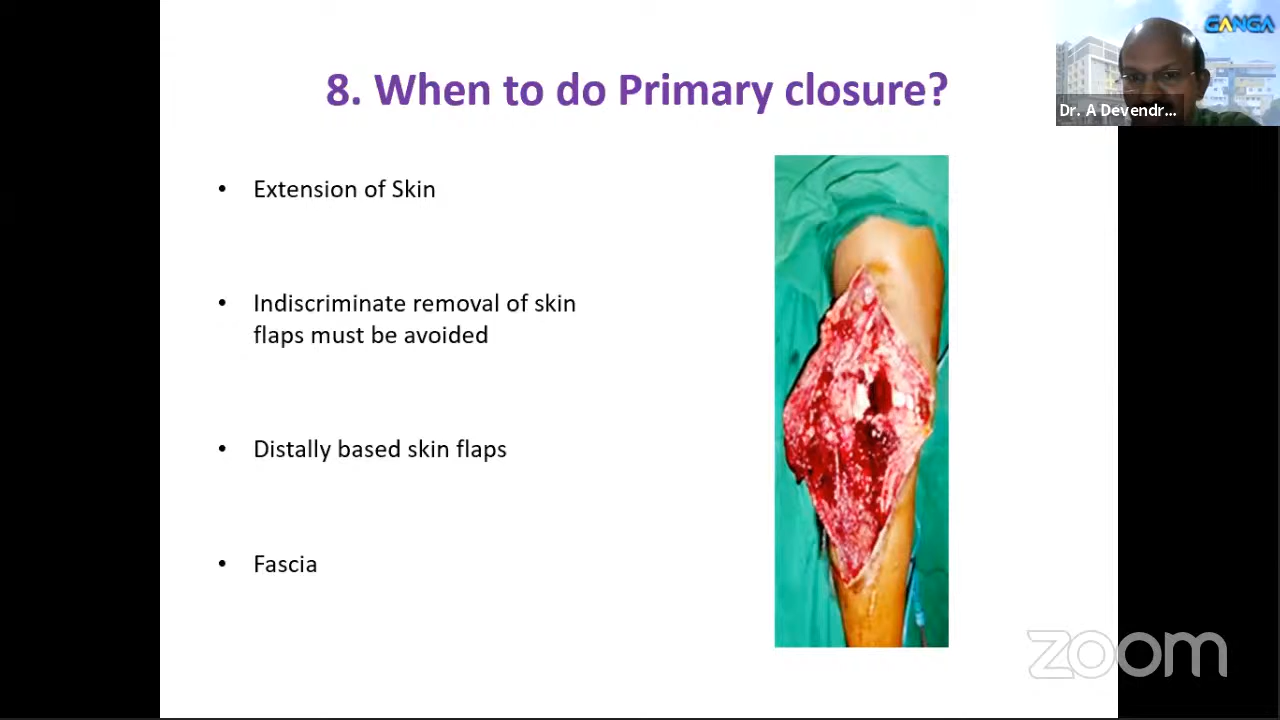 8. When to do Primary closure?
GANGA
Dr. A Devendr...
• Extension of Skin
• Indiscriminate removal of skin
flaps must be avoided
• Distally based skin flaps
• Fascia
zoom